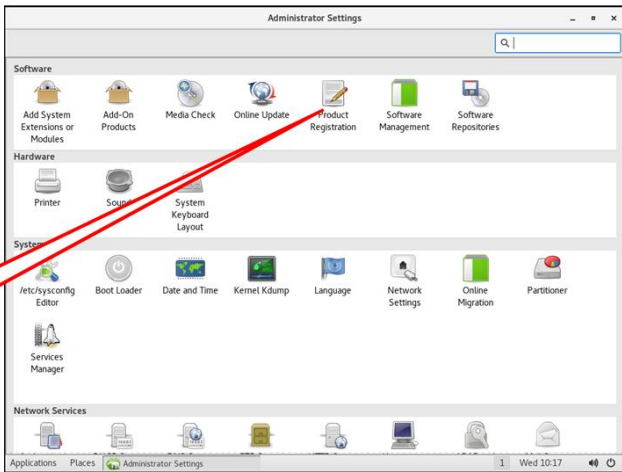 Administrator Settings
Software
Add System
Extensions or
Modules
Add-On
Products
Media Check
Online Update
Product
Registration
Software
Management
Software
Repositories
Hardware
Printer
Sound
System
Keyboard
Layout
System
/etc/sysconfig
Editor
Boot Loader
Date and Time
Kernel Kdump
Language
Network
Settings
Online
Migration
Partitioner
Services
Manager
Network Services
Applications Places Administrator Settings 1 Wed 10:17